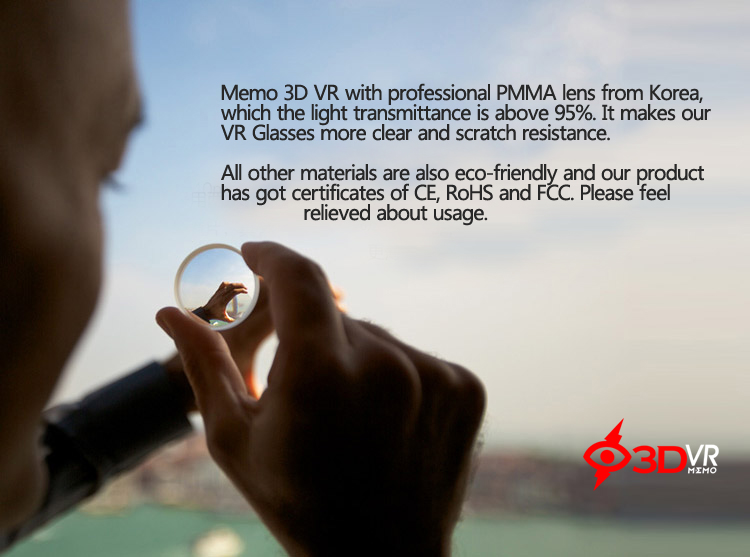 Memo 3D VR with professional PMMA lens from Korea,
which the light transmittance is above 95%. It makes our
VR Glasses more clear and scratch resistance.
All other materials are also eco-friendly and our product
has got certificates of CE, RoHS and FCC. Please feel
relieved about usage.
3DVR
MEMO